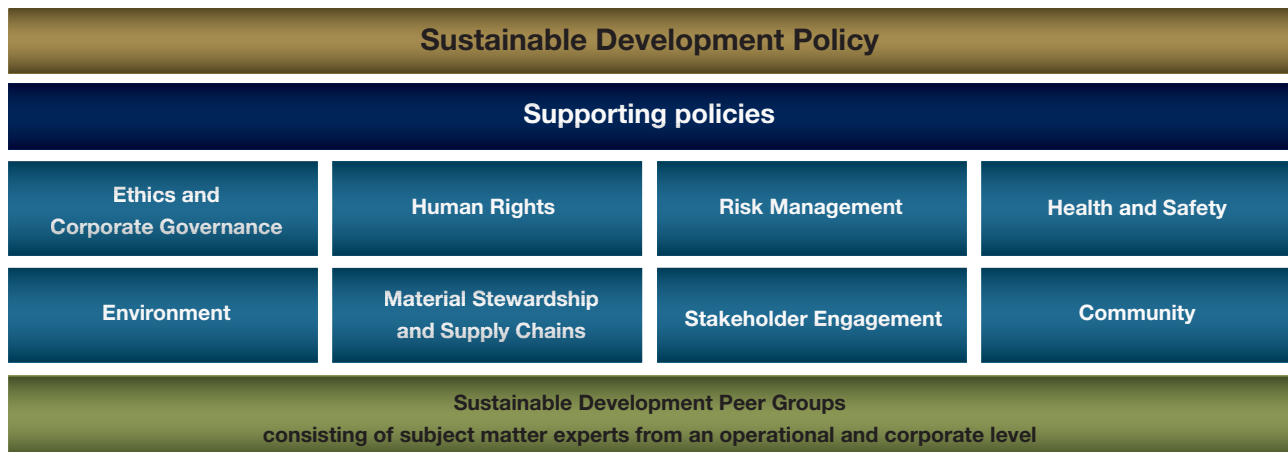 Sustainable Development Policy
Supporting policies
Ethics and
Corporate Governance
Human Rights
Risk Management
Health and Safety
Environment
Material Stewardship
and Supply Chains
Stakeholder Engagement
Community
Sustainable Development Peer Groups
consisting of subject matter experts from an operational and corporate level